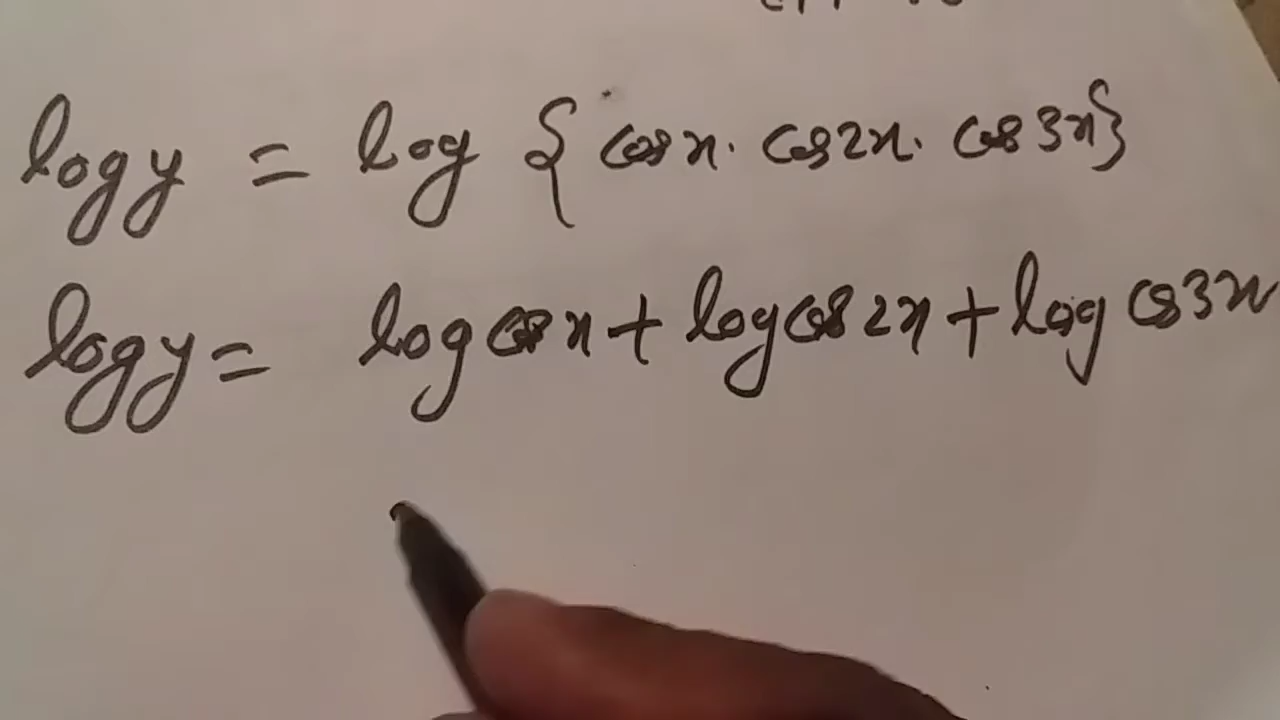 log y = log { cos x . cos 2x . cos 3x }
log y = log cos x + log cos 2x + log cos 3x